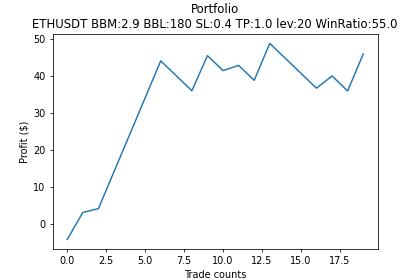 Portfolio
ETHUSDT BBM:2.9 BBL:180 SL:0.4 TP:1.0 lev:20 WinRatio:55.0
50
40
30
20
10
0
Profit ($)
0.0 2.5 5.0 7.5 10.0 12.5 15.0 17.5
Trade counts